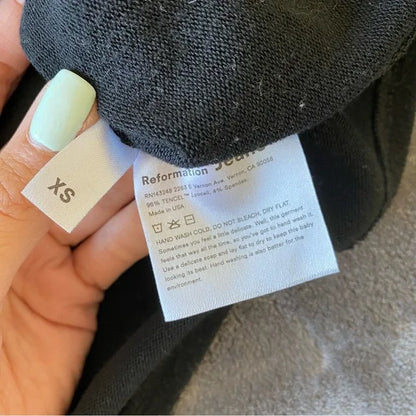 XS
Reformation Jeans
RN143248 2263 E Vernon Ave, Vernon, CA 90058
96% TENCEL™ Lyocell, 4% Spandex.
Made in USA
HAND WASH COLD, DO NOT BLEACH, DRY FLAT.
Sometimes you feel a little delicate. Well, this garment
feels that way all the time, so you've got to hand wash it.
Use a delicate soap and lay flat to dry to keep this baby
looking its best. Hand washing is also better for the
environment.